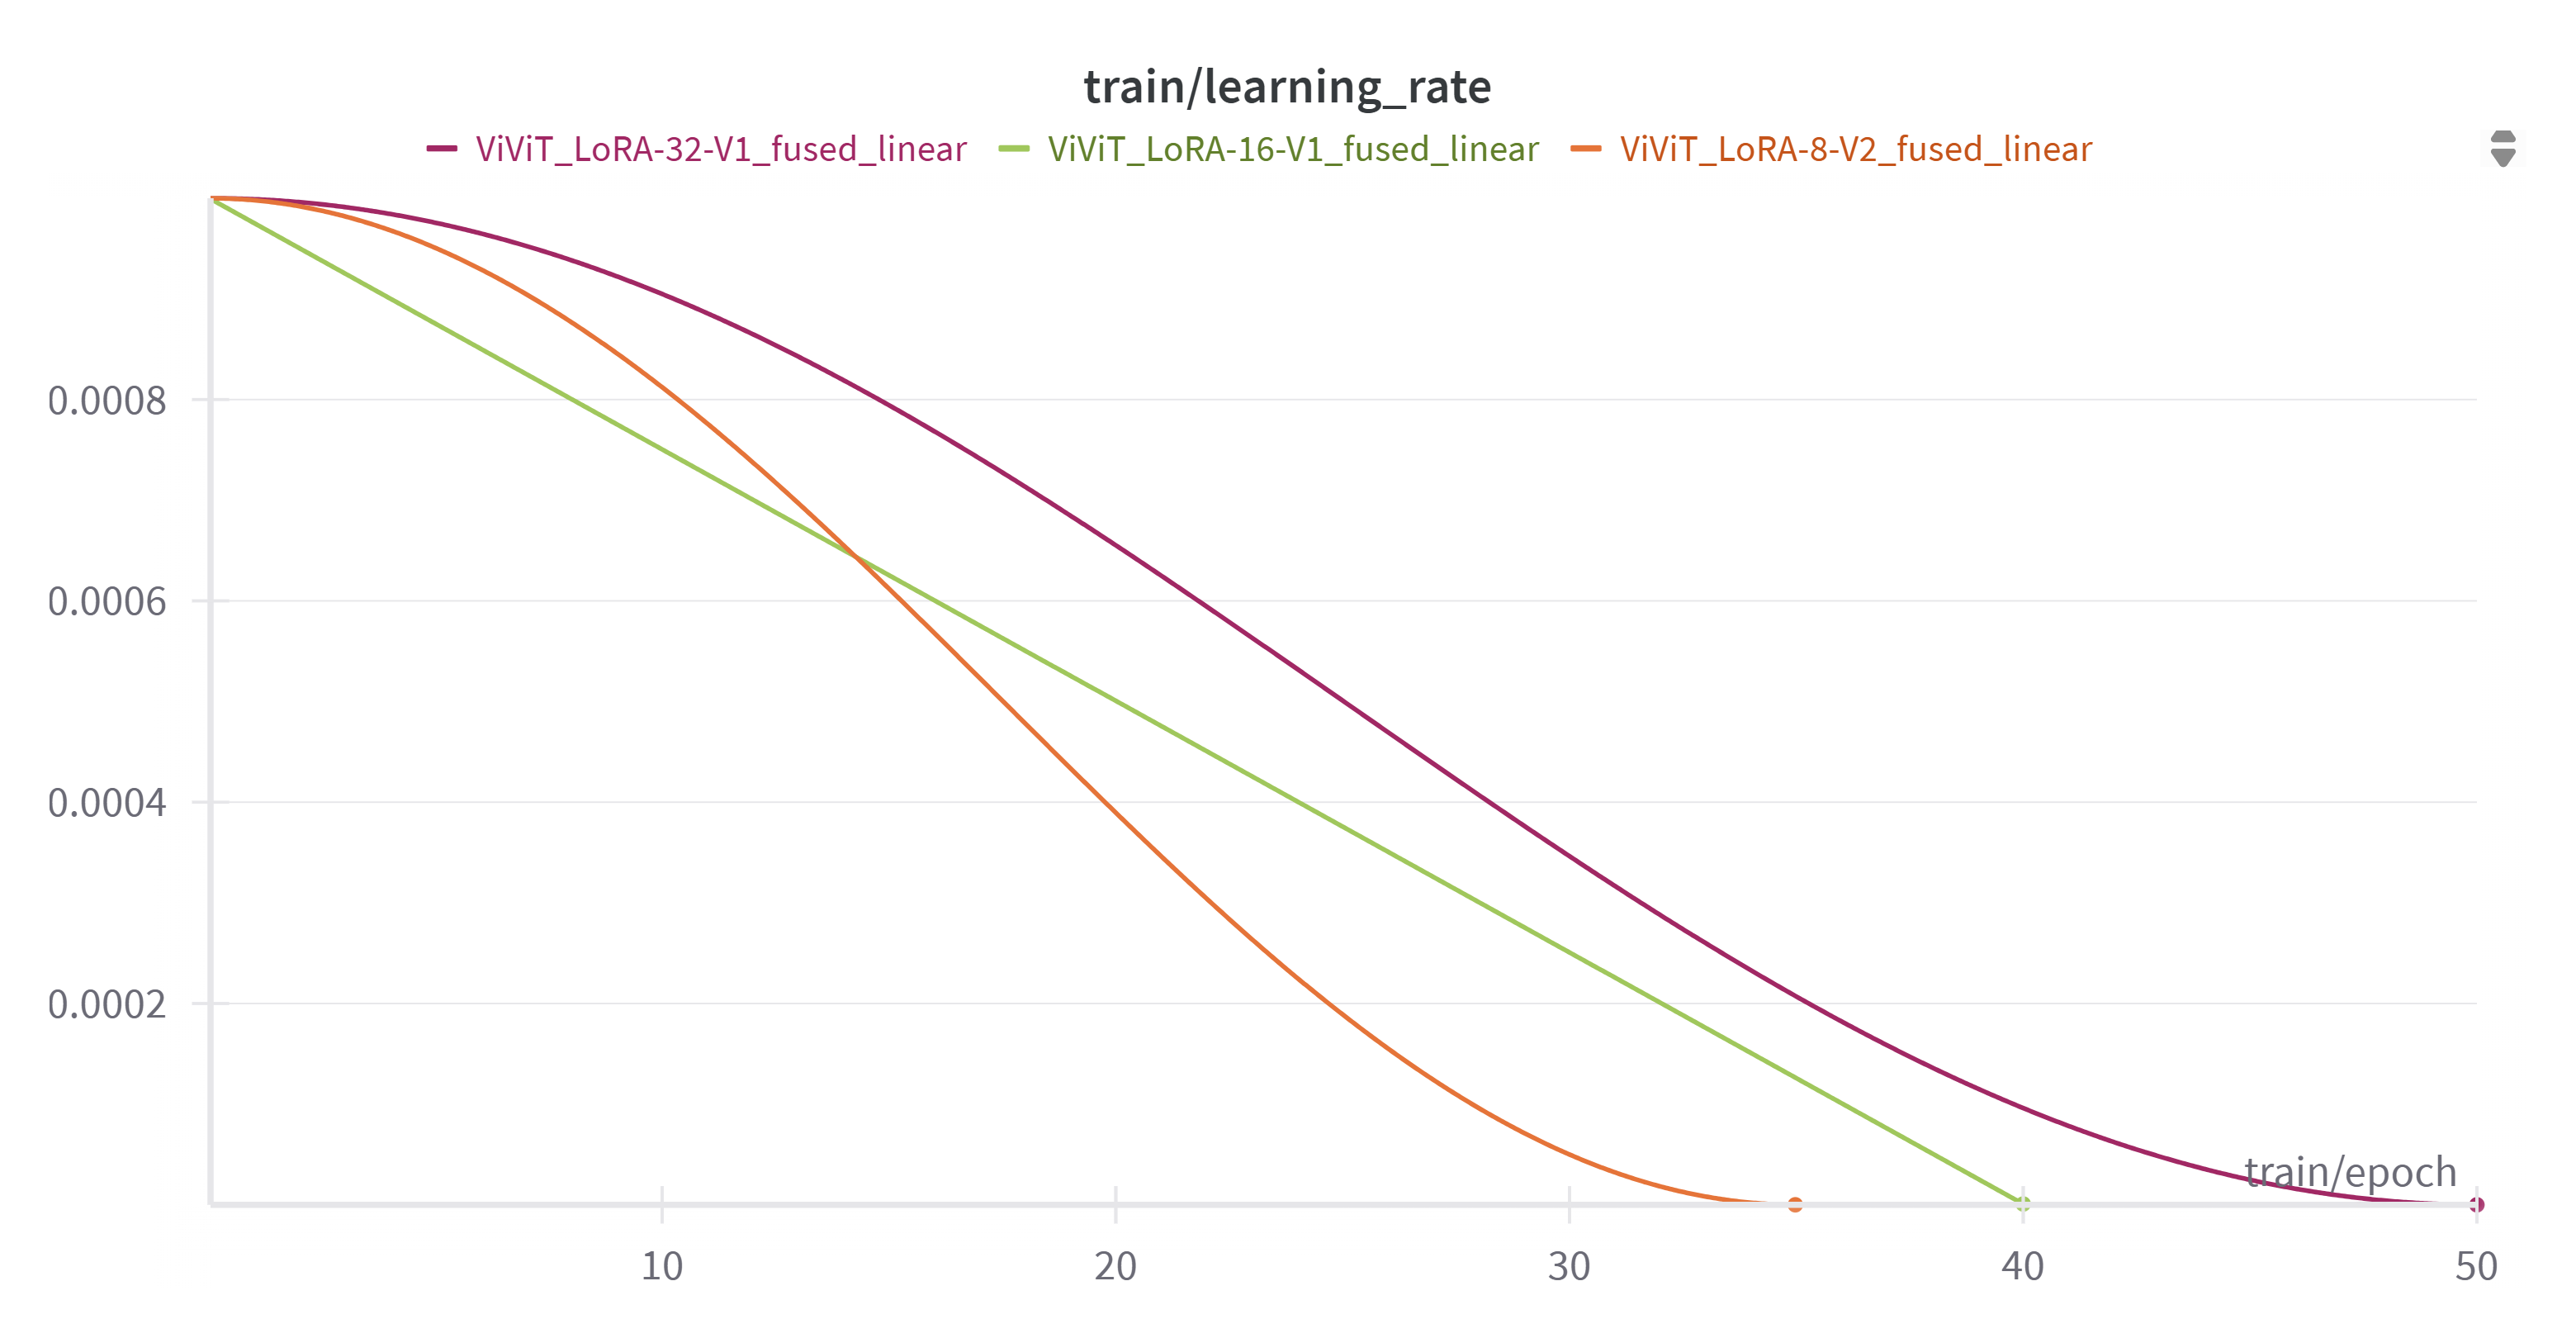 train/learning_rate
ViViT_LoRA-32-V1_fused_linear ViViT_LoRA-16-V1_fused_linear ViViT_LoRA-8-V2_fused_linear
0.0008
0.0006
0.0004
0.0002
train/epoch
10 20 30 40 50